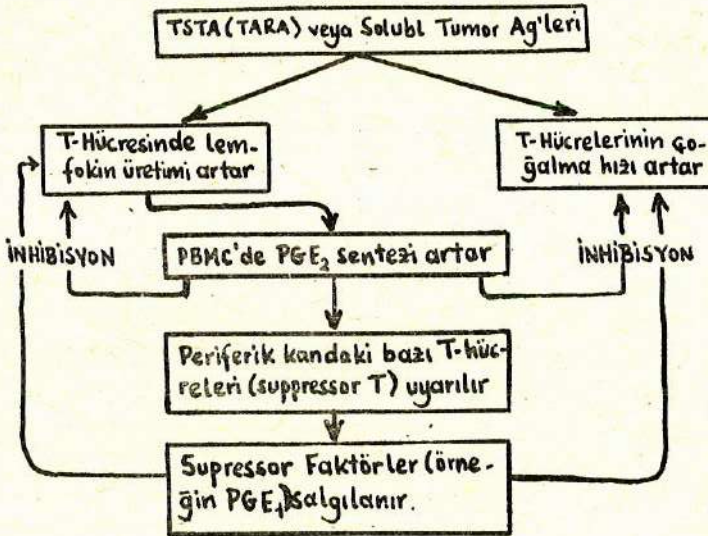 TSTA(TARA) veya Solubl Tumor Ag'leri
T-Hücresinde lem-
fokin üretimi artar
T-Hücrelerinin ço-
ğalma hızı artar
İNHİBİSYON
PBMC'de PGE₂ sentezi artar
İNHİBİSYON
Periferik kandaki bazı T-hüc-
releri (suppressor T) uyarılır
Supressor Faktörler (örne-
ğin PGE₁) salgılanır.